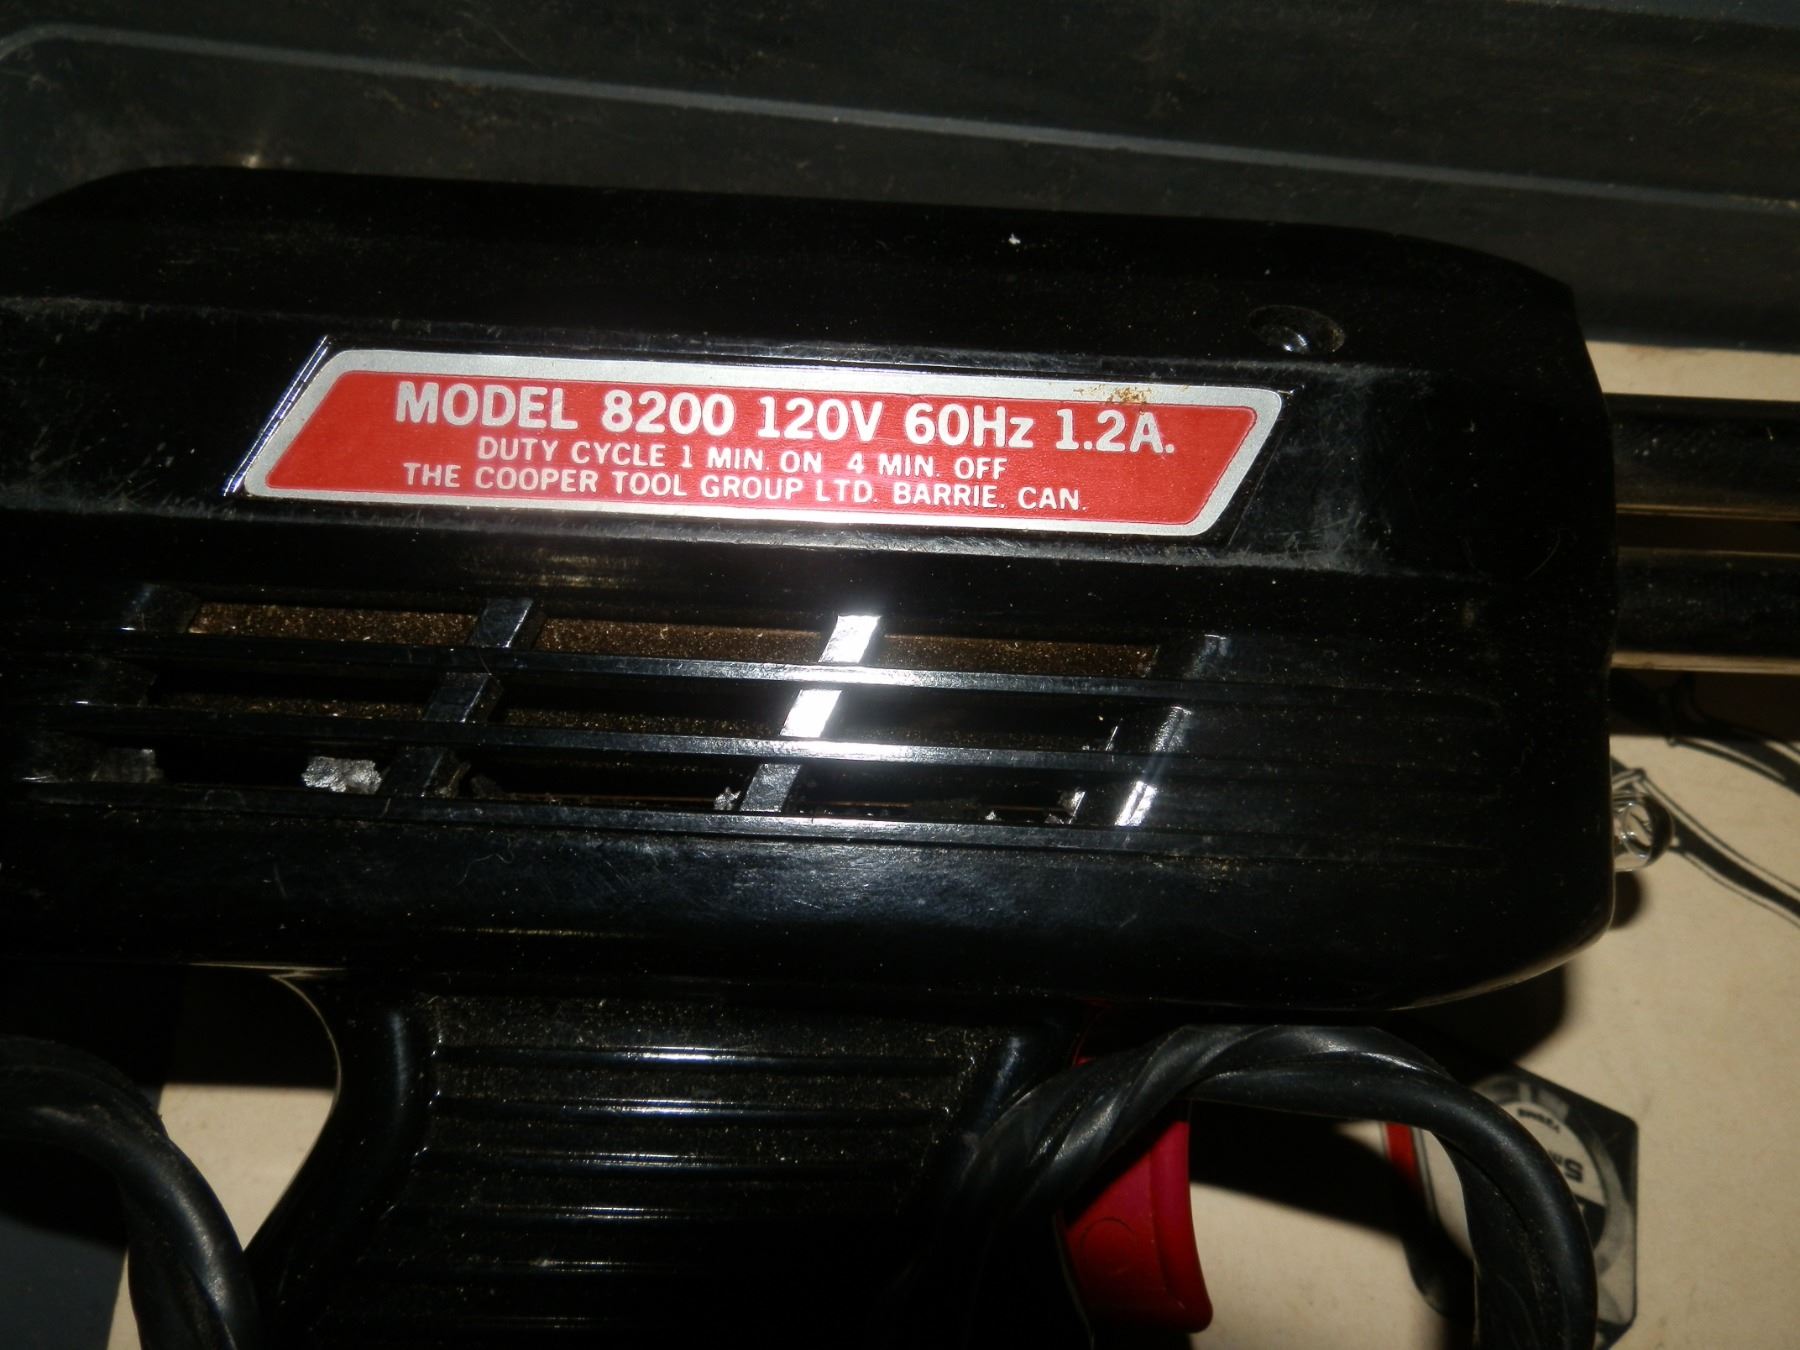 MODEL 8200 120V 60Hz 1.2A.
DUTY CYCLE 1 MIN. ON 4 MIN. OFF
THE COOPER TOOL GROUP LTD. BARRIE, CAN.